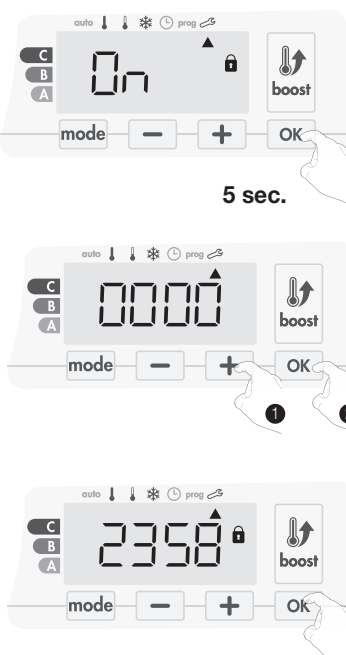 auto prog
C
B
A
On
boost
mode − + OK
5 sec.
auto prog
C
B
A
0000
boost
mode − + OK
1
auto prog
C
B
A
2358
boost
mode − + OK